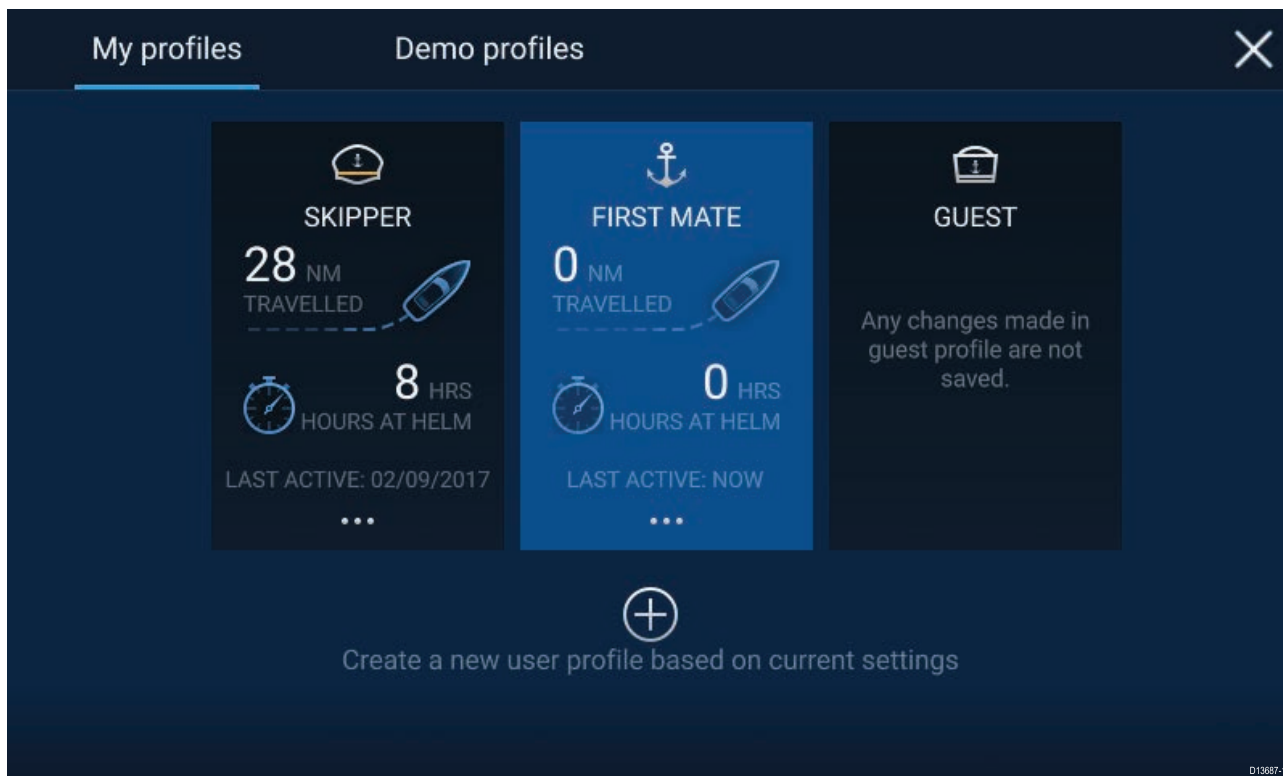 My profiles
Demo profiles
SKIPPER
28 NM
TRAVELLED
8 HRS
HOURS AT HELM
LAST ACTIVE: 02/09/2017
FIRST MATE
0 NM
TRAVELLED
0 HRS
HOURS AT HELM
LAST ACTIVE: NOW
GUEST
Any changes made in
guest profile are not
saved.
Create a new user profile based on current settings